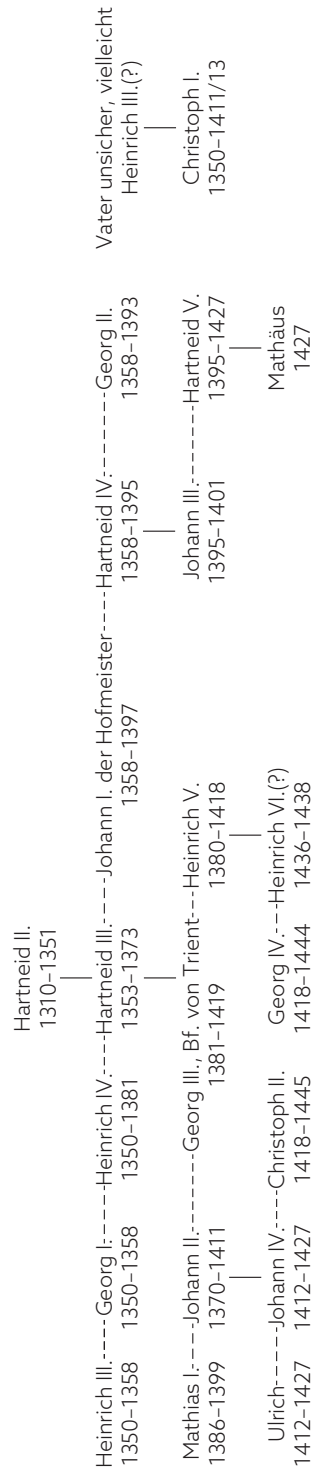 Hartneid II.
1310–1351
Vater unsicher, vielleicht
Heinrich III.----Georg I.-----Heinrich IV.----Hartneid III.----Johann I. der Hofmeister----Hartneid IV.-------Georg II. Heinrich III.(?)
1350–1358 1350–1358 1350–1381 1353–1373 1358–1397 1358–1395 1358–1393
Mathias I.----Johann II.-------Georg III., Bf. von Trient---Heinrich V. Johann III.-------Hartneid V. Christoph I.
1386–1399 1370–1411 1381–1419 1380–1418 1395–1401 1395–1427 1350–1411/13
Ulrich-----Johann IV.----Christoph II. Georg IV.---Heinrich VI.(?) Mathäus
1412–1427 1412–1427 1418–1445 1418–1444 1436–1438 1427